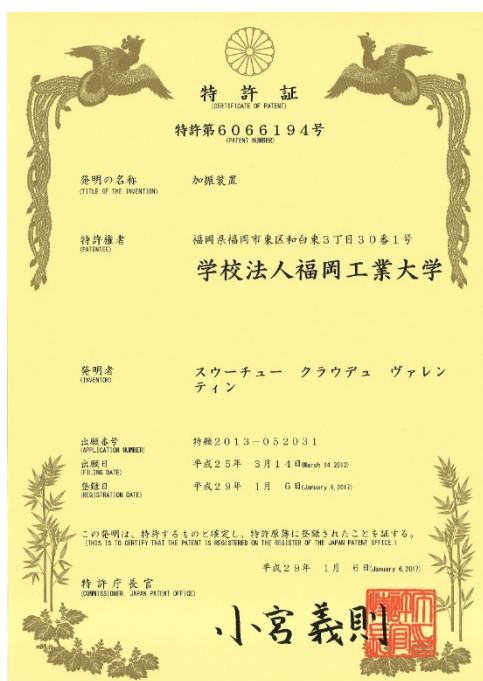 特許証
(CERTIFICATE OF PATENT)
特許第6066194号
(PATENT NUMBER)
発明の名称 加振装置
(TITLE OF THE INVENTION)
特許権者 福岡県福岡市東区和白東3丁目30番1号
(PATENTEE)
学校法人福岡工業大学
発明者 スウーチュー クラウデュ ヴァレン
(INVENTOR) ティン
出願番号 特願2013-052031
(APPLICATION NUMBER)
出願日 平成25年 3月14日(March 14,2013)
(FILING DATE)
登録日 平成29年 1月 6日(January 6,2017)
(REGISTRATION DATE)
この発明は、特許するものと確定し、特許原簿に登録されたことを証する。
(THIS IS TO CERTIFY THAT THE PATENT IS REGISTERED ON THE REGISTER OF THE JAPAN PATENT OFFICE.)
平成29年 1月 6日(January 6,2017)
特許庁長官
(COMMISSIONER, JAPAN PATENT OFFICE)
小宮義則